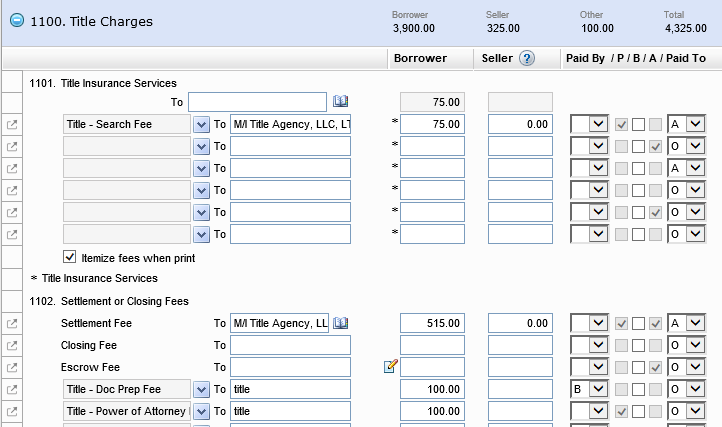 Borrower Seller Other Total
1100. Title Charges 3,900.00 325.00 100.00 4,325.00
Borrower Seller ? Paid By / P / B / A / Paid To
1101. Title Insurance Services
To 75.00
Title - Search Fee To M/I Title Agency, LLC, LT * 75.00 0.00 A
To * O
To * A
To * O
To * O
To * O
Itemize fees when print
* Title Insurance Services
1102. Settlement or Closing Fees
Settlement Fee To M/I Title Agency, LL 515.00 0.00 A
Closing Fee To O
Escrow Fee To O
Title - Doc Prep Fee To title 100.00 B O
Title - Power of Attorney To title 100.00 O